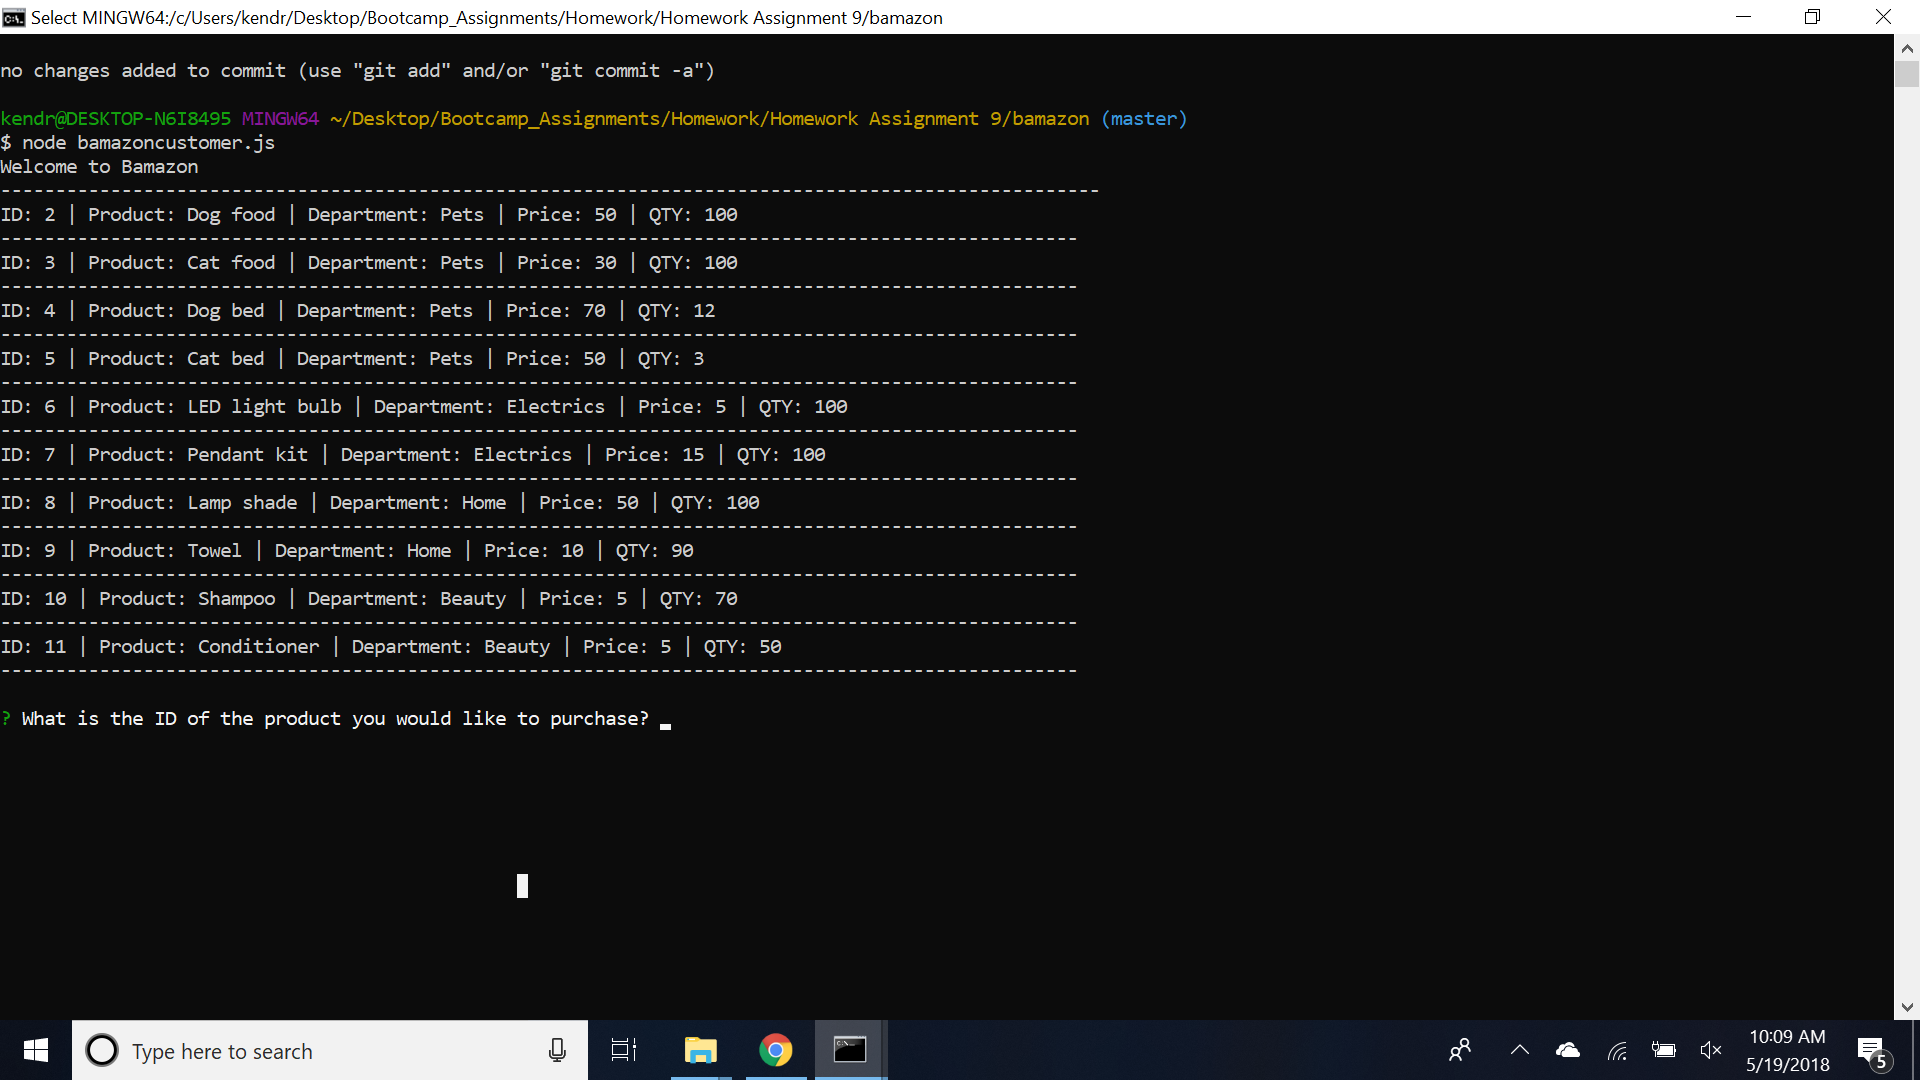 Select MINGW64:/c/Users/kendr/Desktop/Bootcamp_Assignments/Homework/Homework Assignment 9/bamazon
no changes added to commit (use "git add" and/or "git commit -a")
kendr@DESKTOP-N6I8495 MINGW64 ~/Desktop/Bootcamp_Assignments/Homework/Homework Assignment 9/bamazon (master)
$ node bamazoncustomer.js
Welcome to Bamazon
----------------------------------------------------------------------------------------------------
ID: 2 | Product: Dog food | Department: Pets | Price: 50 | QTY: 100
--------------------------------------------------------------------------------------------------
ID: 3 | Product: Cat food | Department: Pets | Price: 30 | QTY: 100
--------------------------------------------------------------------------------------------------
ID: 4 | Product: Dog bed | Department: Pets | Price: 70 | QTY: 12
--------------------------------------------------------------------------------------------------
ID: 5 | Product: Cat bed | Department: Pets | Price: 50 | QTY: 3
--------------------------------------------------------------------------------------------------
ID: 6 | Product: LED light bulb | Department: Electrics | Price: 5 | QTY: 100
--------------------------------------------------------------------------------------------------
ID: 7 | Product: Pendant kit | Department: Electrics | Price: 15 | QTY: 100
--------------------------------------------------------------------------------------------------
ID: 8 | Product: Lamp shade | Department: Home | Price: 50 | QTY: 100
--------------------------------------------------------------------------------------------------
ID: 9 | Product: Towel | Department: Home | Price: 10 | QTY: 90
--------------------------------------------------------------------------------------------------
ID: 10 | Product: Shampoo | Department: Beauty | Price: 5 | QTY: 70
--------------------------------------------------------------------------------------------------
ID: 11 | Product: Conditioner | Department: Beauty | Price: 5 | QTY: 50
--------------------------------------------------------------------------------------------------
? What is the ID of the product you would like to purchase?
Type here to search
10:09 AM
5/19/2018
5